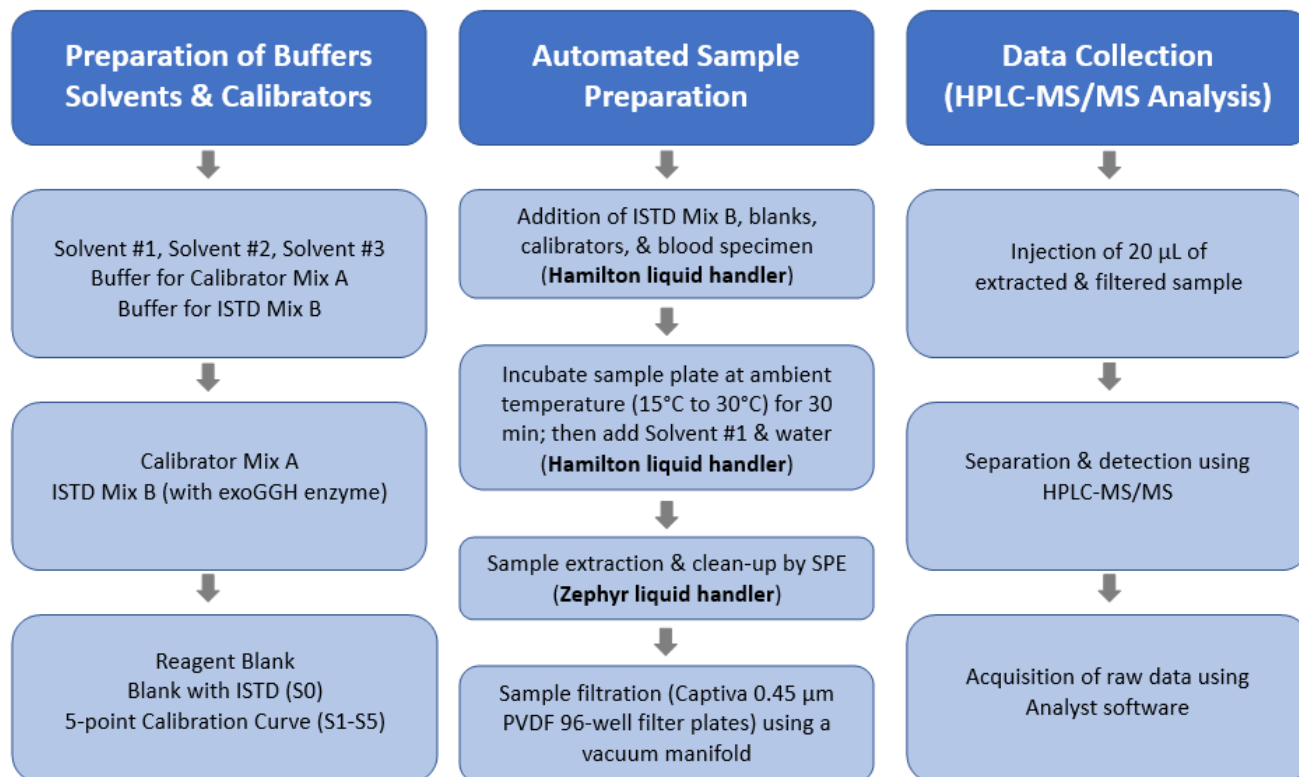 Preparation of Buffers
Solvents & Calibrators
Solvent #1, Solvent #2, Solvent #3
Buffer for Calibrator Mix A
Buffer for ISTD Mix B
Calibrator Mix A
ISTD Mix B (with exoGGH enzyme)
Reagent Blank
Blank with ISTD (S0)
5-point Calibration Curve (S1-S5)
Automated Sample
Preparation
Addition of ISTD Mix B, blanks,
calibrators, & blood specimen
(Hamilton liquid handler)
Incubate sample plate at ambient
temperature (15°C to 30°C) for 30
min; then add Solvent #1 & water
(Hamilton liquid handler)
Sample extraction & clean-up by SPE
(Zephyr liquid handler)
Sample filtration (Captiva 0.45 µm
PVDF 96-well filter plates) using a
vacuum manifold
Data Collection
(HPLC-MS/MS Analysis)
Injection of 20 µL of
extracted & filtered sample
Separation & detection using
HPLC-MS/MS
Acquisition of raw data using
Analyst software